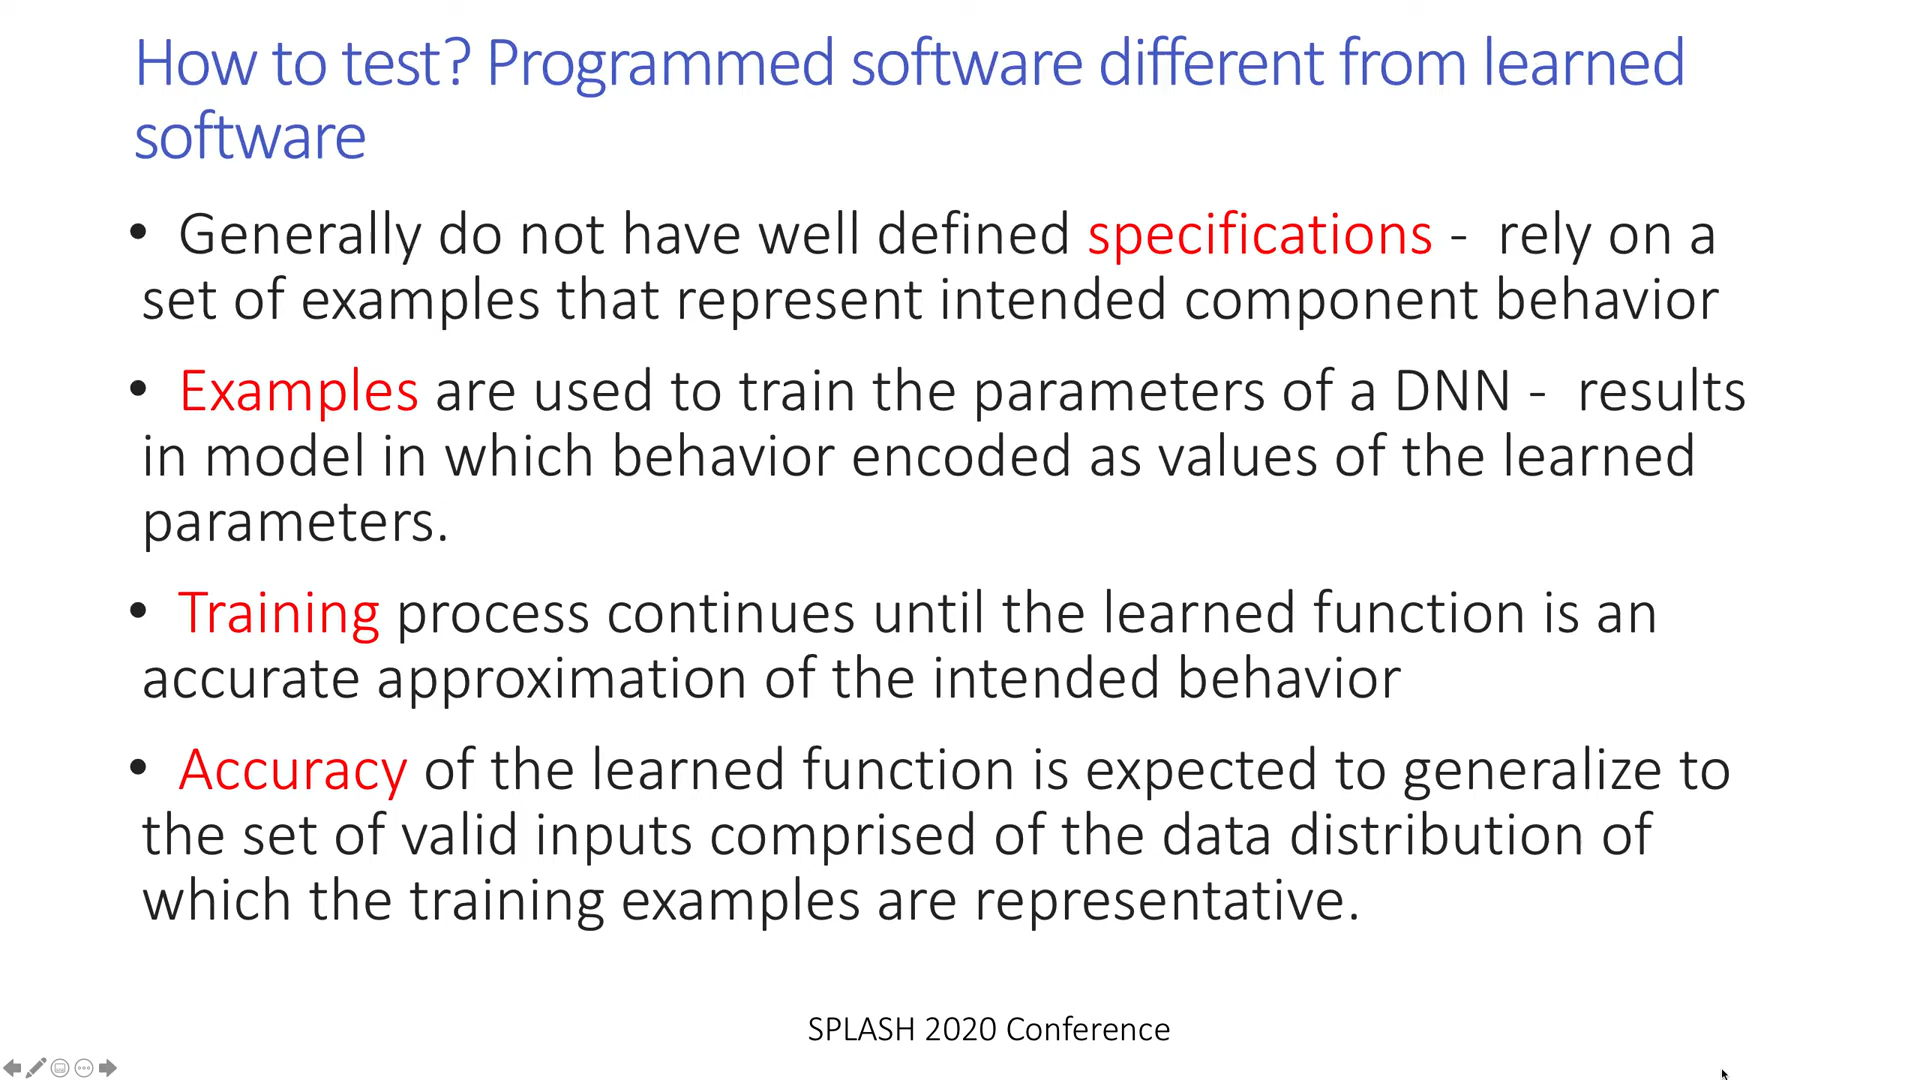 How to test? Programmed software different from learned
software
• Generally do not have well defined specifications - rely on a
set of examples that represent intended component behavior
• Examples are used to train the parameters of a DNN - results
in model in which behavior encoded as values of the learned
parameters.
• Training process continues until the learned function is an
accurate approximation of the intended behavior
• Accuracy of the learned function is expected to generalize to
the set of valid inputs comprised of the data distribution of
which the training examples are representative.
SPLASH 2020 Conference